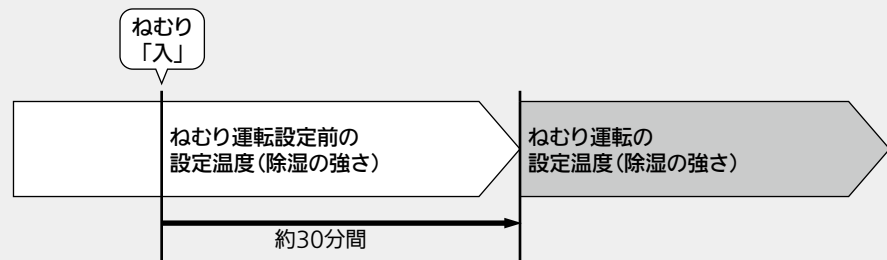 ねむり
「入」
ねむり運転設定前の
設定温度(除湿の強さ)
ねむり運転の
設定温度(除湿の強さ)
約30分間